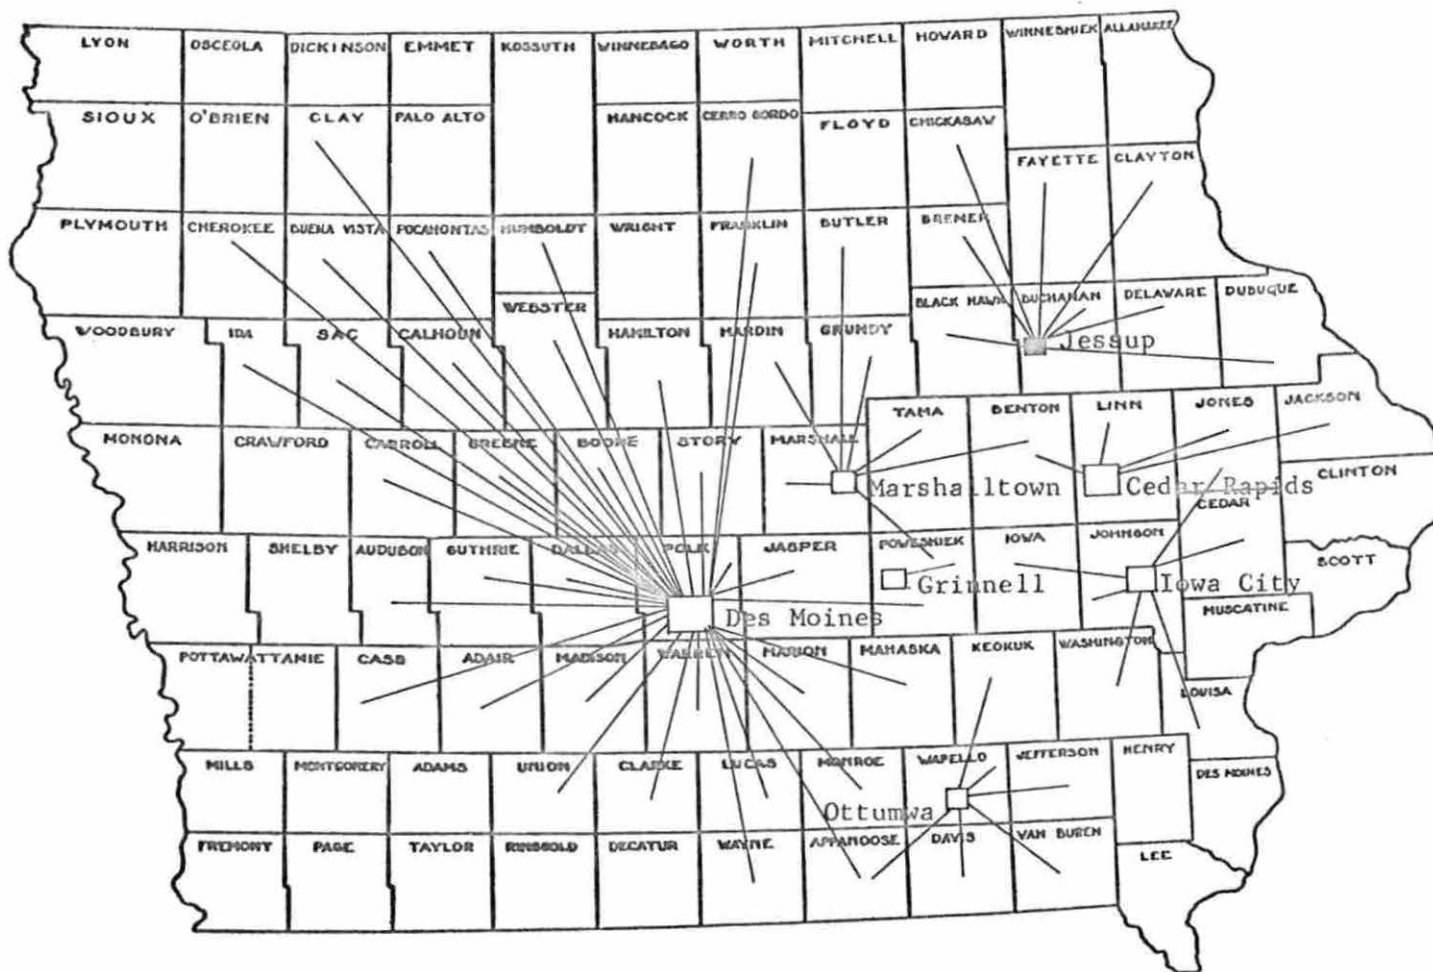 LYON OSCEOLA DICKINSON EMMET KOSSUTH WINNEBAGO WORTH MITCHELL HOWARD WINNESHIEK ALLAMAKEE
SIOUX O'BRIEN CLAY PALO ALTO HANCOCK CERRO GORDO FLOYD CHICKASAW
FAYETTE CLAYTON
PLYMOUTH CHEROKEE BUENA VISTA POCAHONTAS HUMBOLDT WRIGHT FRANKLIN BUTLER BREMER
WEBSTER BLACK HAWK BUCHANAN DELAWARE DUBUQUE
WOODBURY IDA SAC CALHOUN HAMILTON HARDIN GRUNDY
Jessup
TAMA BENTON LINN JONES JACKSON
MONONA CRAWFORD CARROLL GREENE BOONE STORY MARSHALL
CLINTON
Marshalltown Cedar Rapids
CEDAR
HARRISON SHELBY AUDUBON GUTHRIE DALLAS POLK JASPER POWESHIEK IOWA JOHNSON
SCOTT
Grinnell Iowa City
MUSCATINE
Des Moines
POTTAWATTAMIE CASS ADAIR MADISON WARREN MARION MAHASKA KEOKUK WASHINGTON
LOUISA
MILLS MONTGOMERY ADAMS UNION CLARKE LUCAS MONROE WAPELLO JEFFERSON HENRY
DES MOINES
Ottumwa
FREMONT PAGE TAYLOR RINGGOLD DECATUR WAYNE APPANOOSE DAVIS VAN BUREN
LEE